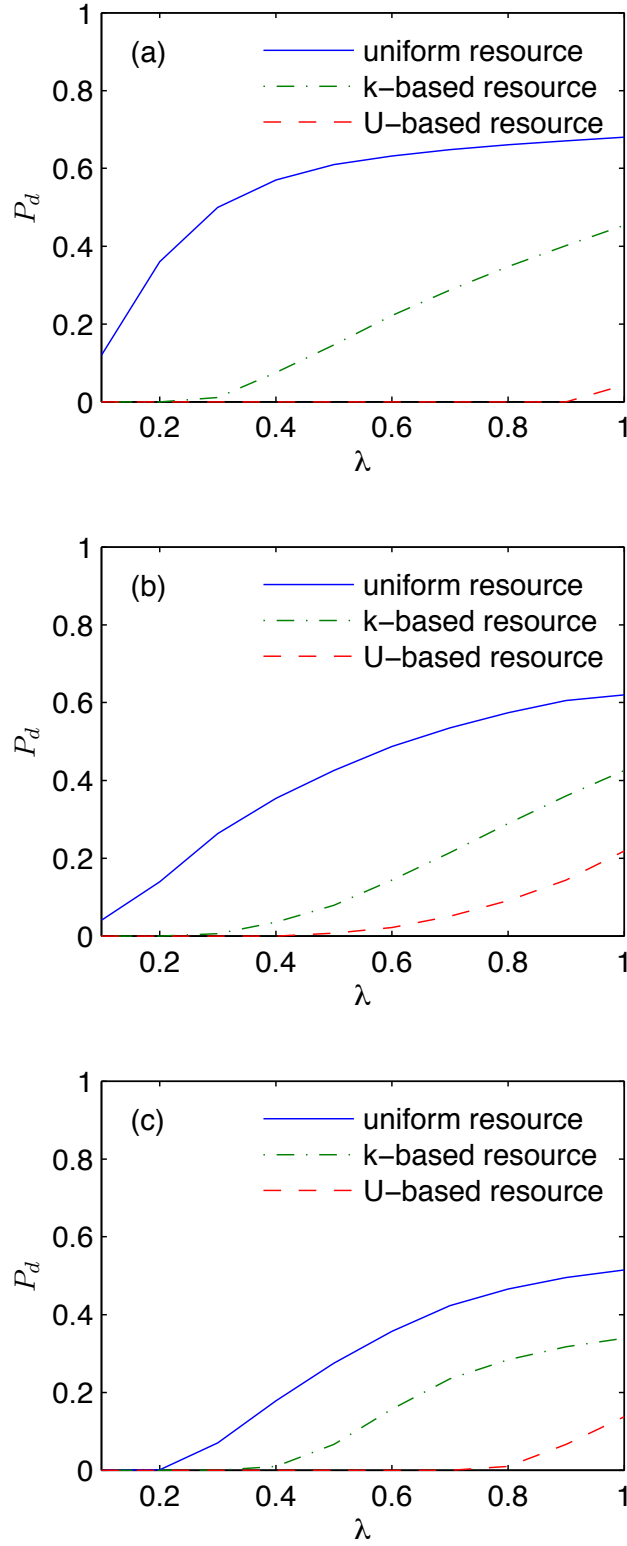 1
(a)
uniform resource
k-based resource
U-based resource
0.8
0.6
0.4
0.2
0
P_d
0.2 0.4 0.6 0.8 1
λ
1
(b)
uniform resource
k-based resource
U-based resource
0.8
0.6
0.4
0.2
0
P_d
0.2 0.4 0.6 0.8 1
λ
1
(c)
uniform resource
k-based resource
U-based resource
0.8
0.6
0.4
0.2
0
P_d
0.2 0.4 0.6 0.8 1
λ